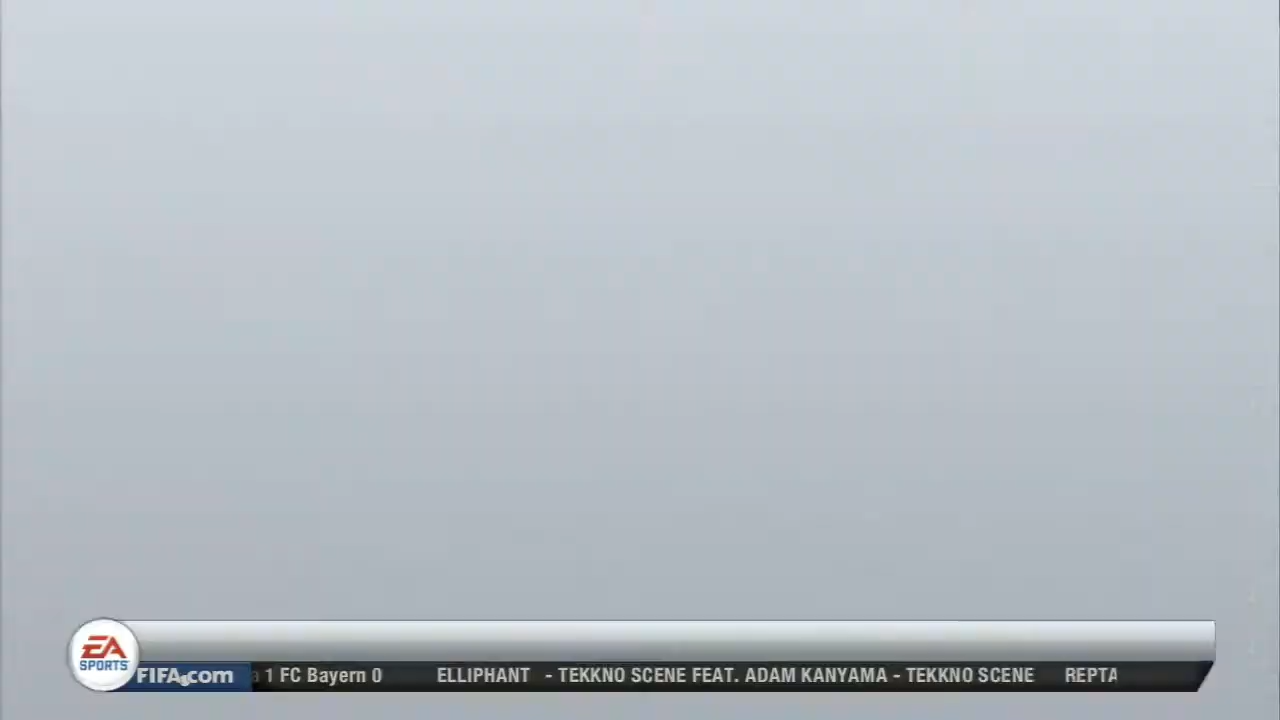 EA
SPORTS
FIFA.com 1 FC Bayern 0 ELLIPHANT - TEKKNO SCENE FEAT. ADAM KANYAMA - TEKKNO SCENE REPTA